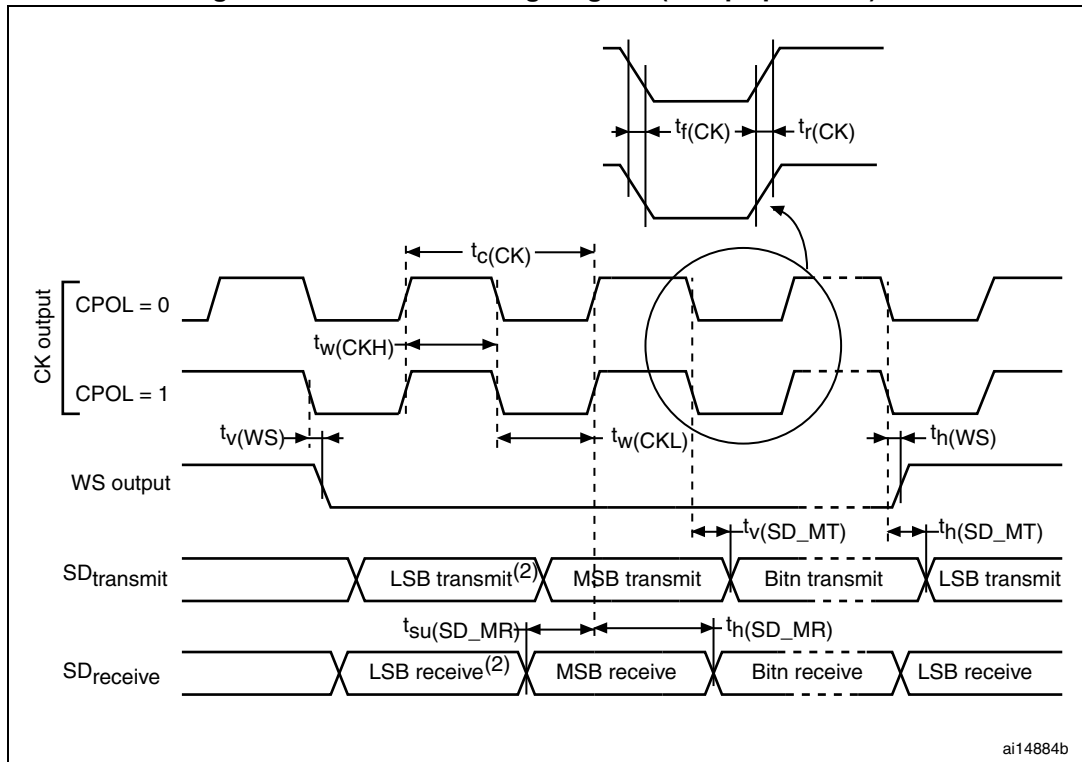 tf(CK)
tr(CK)
tc(CK)
CK output
CPOL = 0
tw(CKH)
CPOL = 1
tv(WS)
tw(CKL)
th(WS)
WS output
tv(SD_MT)
th(SD_MT)
SDtransmit
LSB transmit(2)
MSB transmit
Bitn transmit
LSB transmit
tsu(SD_MR)
th(SD_MR)
SDreceive
LSB receive(2)
MSB receive
Bitn receive
LSB receive
ai14884b